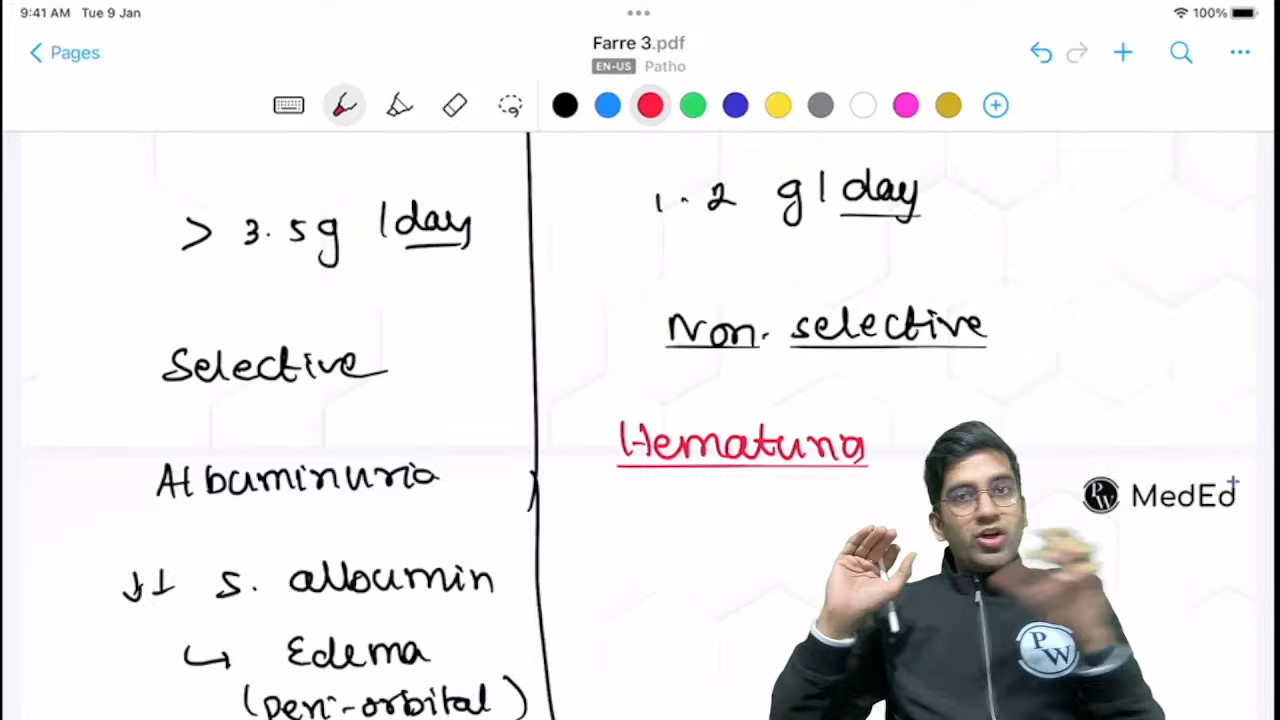 9:41 AM Tue 9 Jan
100%
Pages
Farre 3.pdf
EN-US Patho
> 3.5g /day
Selective
Albuminuria
↓↓ S. albumin
↳ Edema
(peri-orbital)
1.2 g/day
Non-selective
Hematuria
PW MedEd
PW